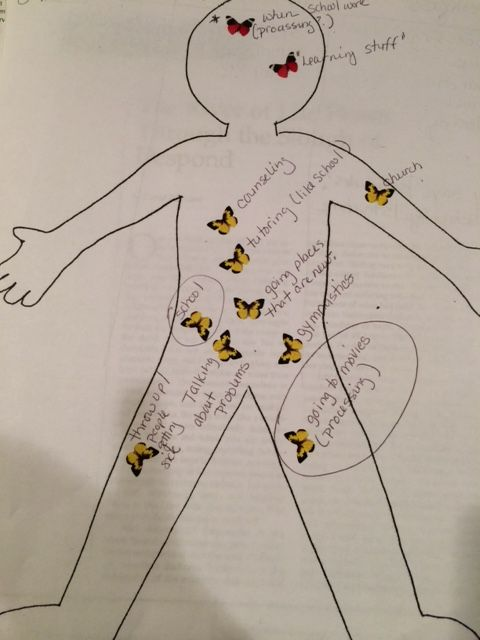 * when school work
(processing?)
"Learning stuff"
counseling
tutoring (like school)
church
going places
that are new.
school
gymnastics
Talking
about
problems
going to movies
(processing)
throw up/
people
getting
sick
Respond